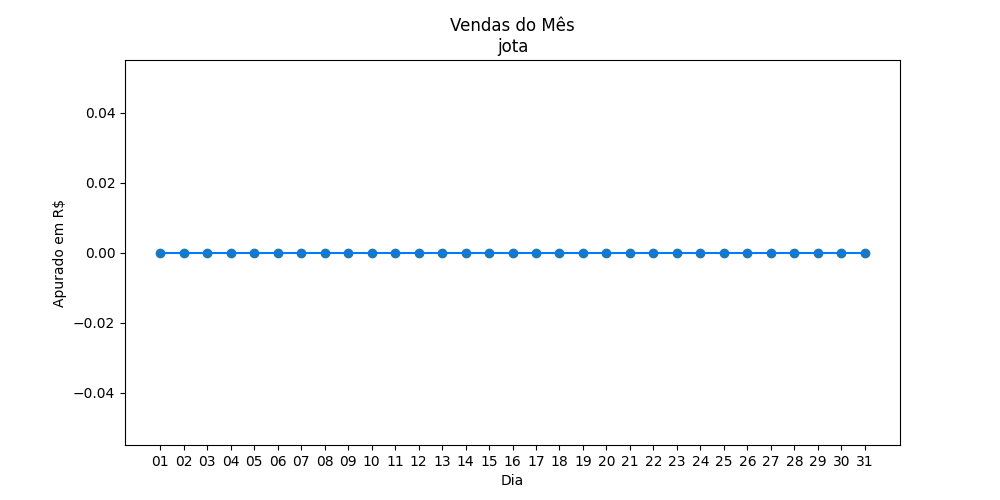 Vendas do Mês
jota
0.04
0.02
0.00
−0.02
−0.04
Apurado em R$
01 02 03 04 05 06 07 08 09 10 11 12 13 14 15 16 17 18 19 20 21 22 23 24 25 26 27 28 29 30 31
Dia